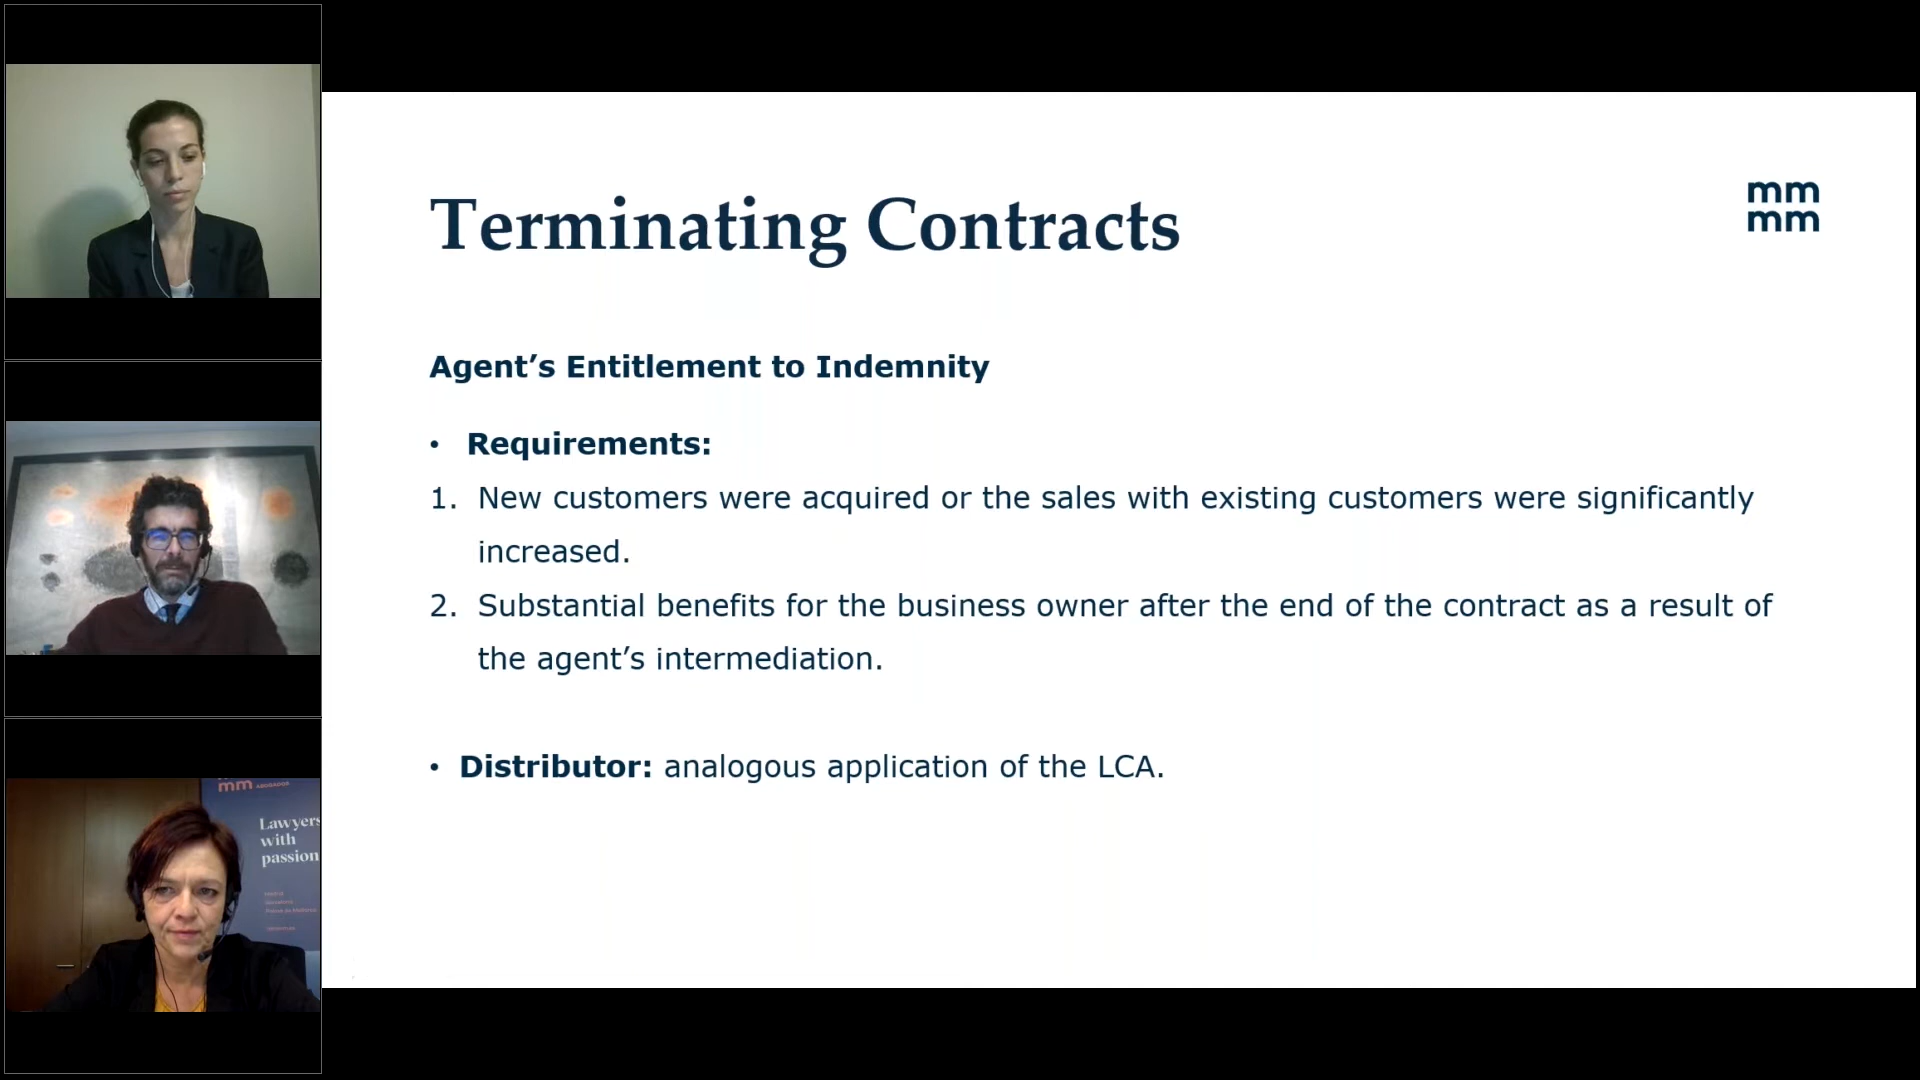 Terminating Contracts
mm
mm
Agent’s Entitlement to Indemnity
• Requirements:
1. New customers were acquired or the sales with existing customers were significantly
increased.
2. Substantial benefits for the business owner after the end of the contract as a result of
the agent’s intermediation.
• Distributor: analogous application of the LCA.
mm
Lawyers
with
passion